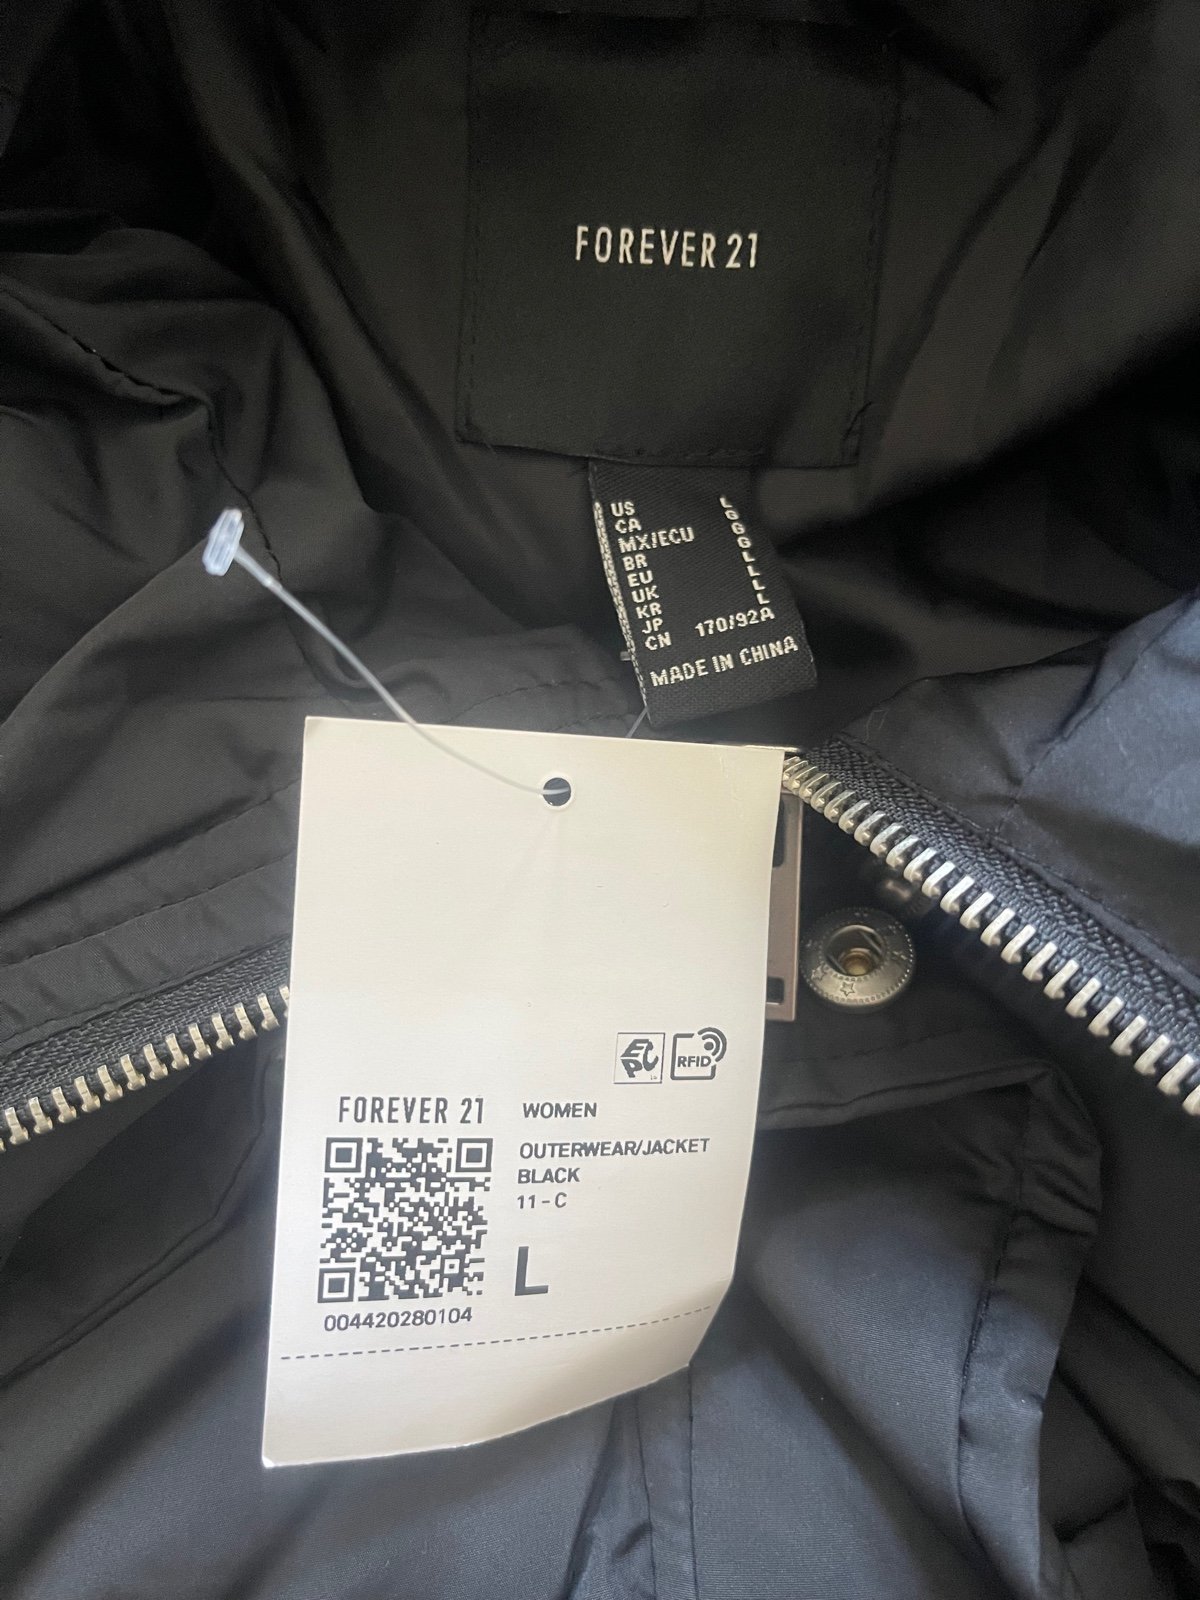 FOREVER 21
US L
CA G
MX/ECU G
BR G
EU L
UK L
KR L
JP L
CN 170/92A
MADE IN CHINA
EPC
RFID
FOREVER 21
WOMEN
OUTERWEAR/JACKET
BLACK
11-C
L
004420280104